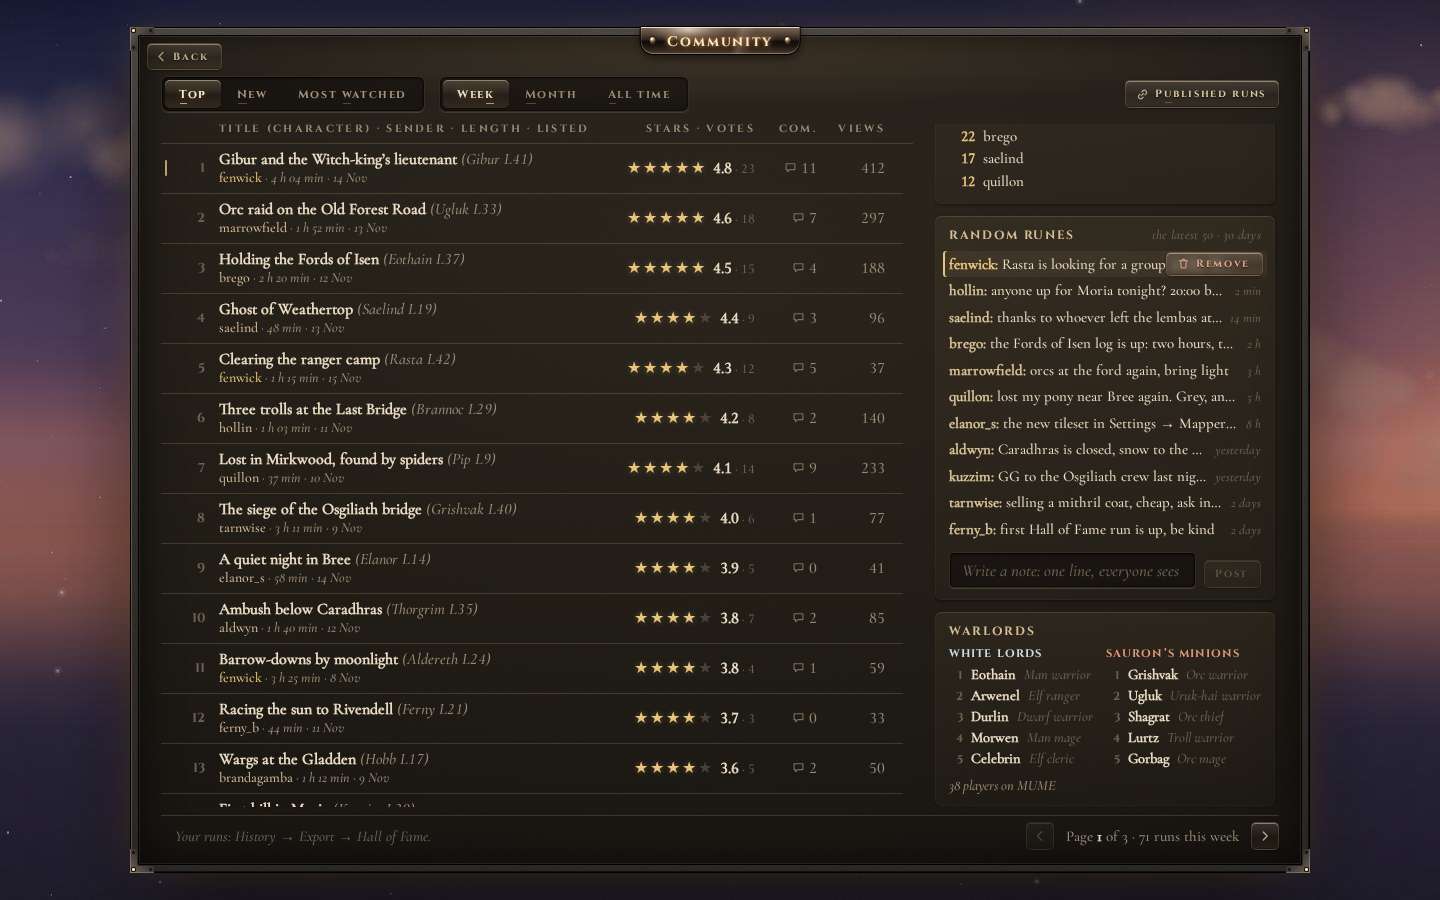 COMMUNITY
BACK
TOP NEW MOST WATCHED WEEK MONTH ALL TIME PUBLISHED RUNS
TITLE (CHARACTER) · SENDER · LENGTH · LISTED STARS · VOTES COM. VIEWS
1 Gibur and the Witch-king's lieutenant (Gibur L41) ★★★★★ 4.8 · 23 11 412
fenwick · 4 h 04 min · 14 Nov
2 Orc raid on the Old Forest Road (Ugluk L33) ★★★★★ 4.6 · 18 7 297
marrowfield · 1 h 52 min · 13 Nov
3 Holding the Fords of Isen (Eothain L37) ★★★★★ 4.5 · 15 4 188
brego · 2 h 20 min · 12 Nov
4 Ghost of Weathertop (Saelind L19) ★★★★★ 4.4 · 9 3 96
saelind · 48 min · 13 Nov
5 Clearing the ranger camp (Rasta L42) ★★★★★ 4.3 · 12 5 37
fenwick · 1 h 15 min · 15 Nov
6 Three trolls at the Last Bridge (Brannoc L29) ★★★★★ 4.2 · 8 2 140
hollin · 1 h 03 min · 11 Nov
7 Lost in Mirkwood, found by spiders (Pip L9) ★★★★★ 4.1 · 14 9 233
quillon · 37 min · 10 Nov
8 The siege of the Osgiliath bridge (Grishvak L40) ★★★★★ 4.0 · 6 1 77
tarnwise · 3 h 11 min · 9 Nov
9 A quiet night in Bree (Elanor L14) ★★★★★ 3.9 · 5 0 41
elanor_s · 58 min · 14 Nov
10 Ambush below Caradhras (Thorgrim L35) ★★★★★ 3.8 · 7 2 85
aldwyn · 1 h 40 min · 12 Nov
11 Barrow-downs by moonlight (Aldereth L24) ★★★★★ 3.8 · 4 1 59
fenwick · 3 h 25 min · 8 Nov
12 Racing the sun to Rivendell (Ferny L21) ★★★★★ 3.7 · 3 0 33
ferny_b · 44 min · 11 Nov
13 Wargs at the Gladden (Hobb L17) ★★★★★ 3.6 · 5 2 50
brandagamba · 1 h 12 min · 9 Nov
22 brego
17 saelind
12 quillon
RANDOM RUNES the latest 50 · 30 days
fenwick: Rasta is looking for a group REMOVE
hollin: anyone up for Moria tonight? 20:00 b... 2 min
saelind: thanks to whoever left the lembas at... 14 min
brego: the Fords of Isen log is up: two hours, t... 2 h
marrowfield: orcs at the ford again, bring light 3 h
quillon: lost my pony near Bree again. Grey, an... 5 h
elanor_s: the new tileset in Settings → Mapper... 8 h
aldwyn: Caradhras is closed, snow to the ... yesterday
kuzzim: GG to the Osgiliath crew last nig... yesterday
tarnwise: selling a mithril coat, cheap, ask in... 2 days
ferny_b: first Hall of Fame run is up, be kind 2 days
Write a note: one line, everyone sees POST
WARLORDS
WHITE LORDS SAURON'S MINIONS
1 Eothain Man warrior 1 Grishvak Orc warrior
2 Arwenel Elf ranger 2 Ugluk Uruk-hai warrior
3 Durlin Dwarf warrior 3 Shagrat Orc thief
4 Morwen Man mage 4 Lurtz Troll warrior
5 Celebrin Elf cleric 5 Gorbag Orc mage
38 players on MUME
Your runs: History → Export → Hall of Fame.
Page 1 of 3 · 71 runs this week